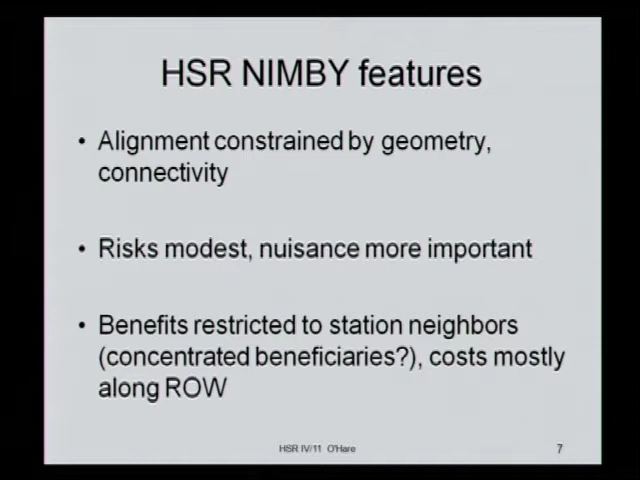 HSR NIMBY features
• Alignment constrained by geometry,
connectivity
• Risks modest, nuisance more important
• Benefits restricted to station neighbors
(concentrated beneficiaries?), costs mostly
along ROW
HSR IV/11 O'Hare
7